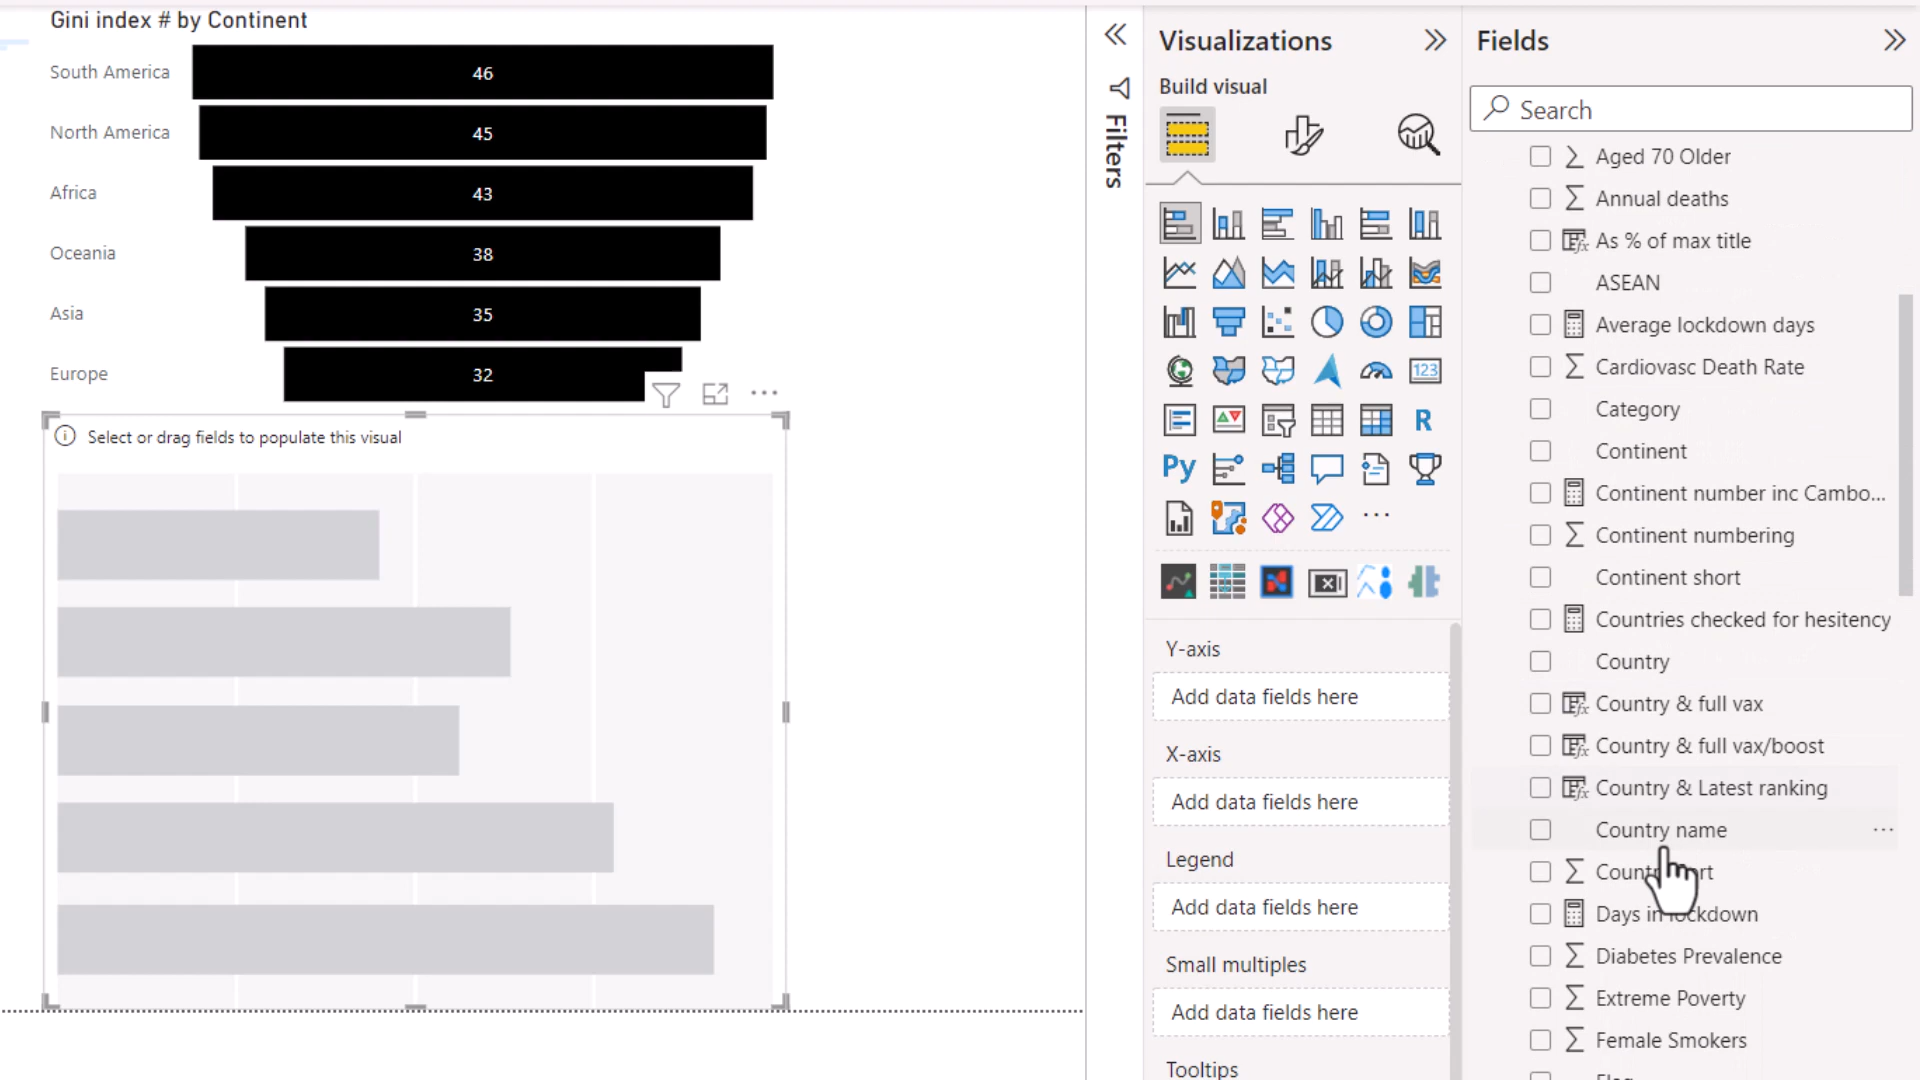 Gini index # by Continent
South America 46
North America 45
Africa 43
Oceania 38
Asia 35
Europe 32
Select or drag fields to populate this visual
Filters
Visualizations
Build visual
123
R
Py
Y-axis
Add data fields here
X-axis
Add data fields here
Legend
Add data fields here
Small multiples
Add data fields here
Tooltips
Fields
Search
Aged 70 Older
Annual deaths
As % of max title
ASEAN
Average lockdown days
Cardiovasc Death Rate
Category
Continent
Continent number inc Cambo...
Continent numbering
Continent short
Countries checked for hesitency
Country
Country & full vax
Country & full vax/boost
Country & Latest ranking
Country name
Days in lockdown
Diabetes Prevalence
Extreme Poverty
Female Smokers